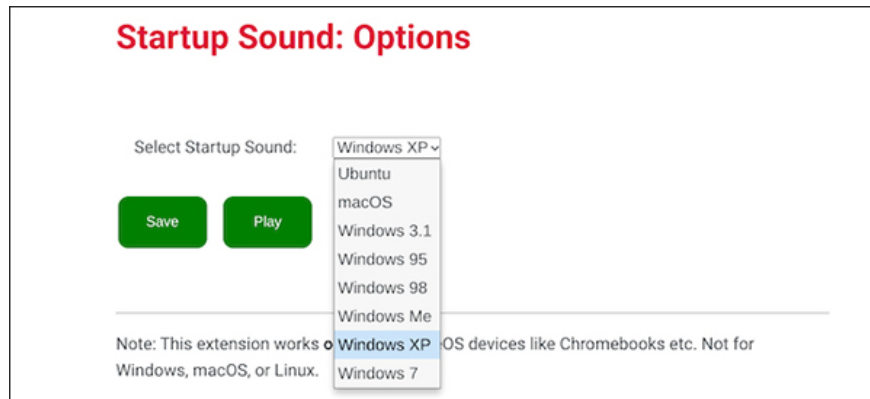 Startup Sound: Options
Select Startup Sound: Windows XP
Ubuntu
macOS
Windows 3.1
Windows 95
Windows 98
Windows Me
Windows XP
Windows 7
Save Play
Note: This extension works o OS devices like Chromebooks etc. Not for
Windows, macOS, or Linux.